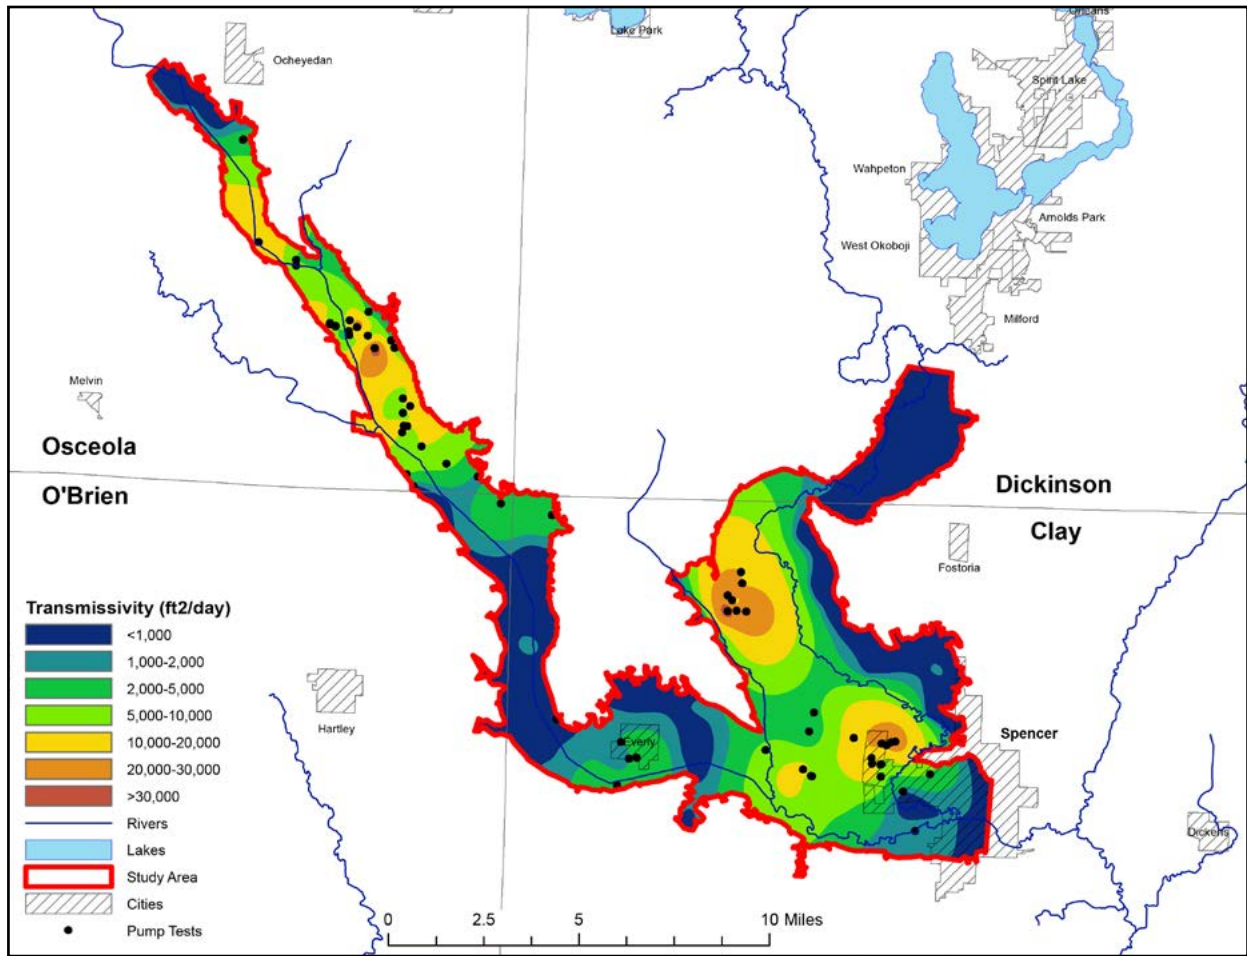 Orleans
Lake Park
Ocheyedan
Spirit Lake
Wahpeton
Arnolds Park
West Okoboji
Milford
Melvin
Osceola
O'Brien
Dickinson
Clay
Fostoria
Transmissivity (ft2/day)
<1,000
1,000-2,000
2,000-5,000
5,000-10,000
10,000-20,000
20,000-30,000
>30,000
Rivers
Lakes
Study Area
Cities
Pump Tests
Hartley
Everly
Spencer
Dickens
0 2.5 5 10 Miles